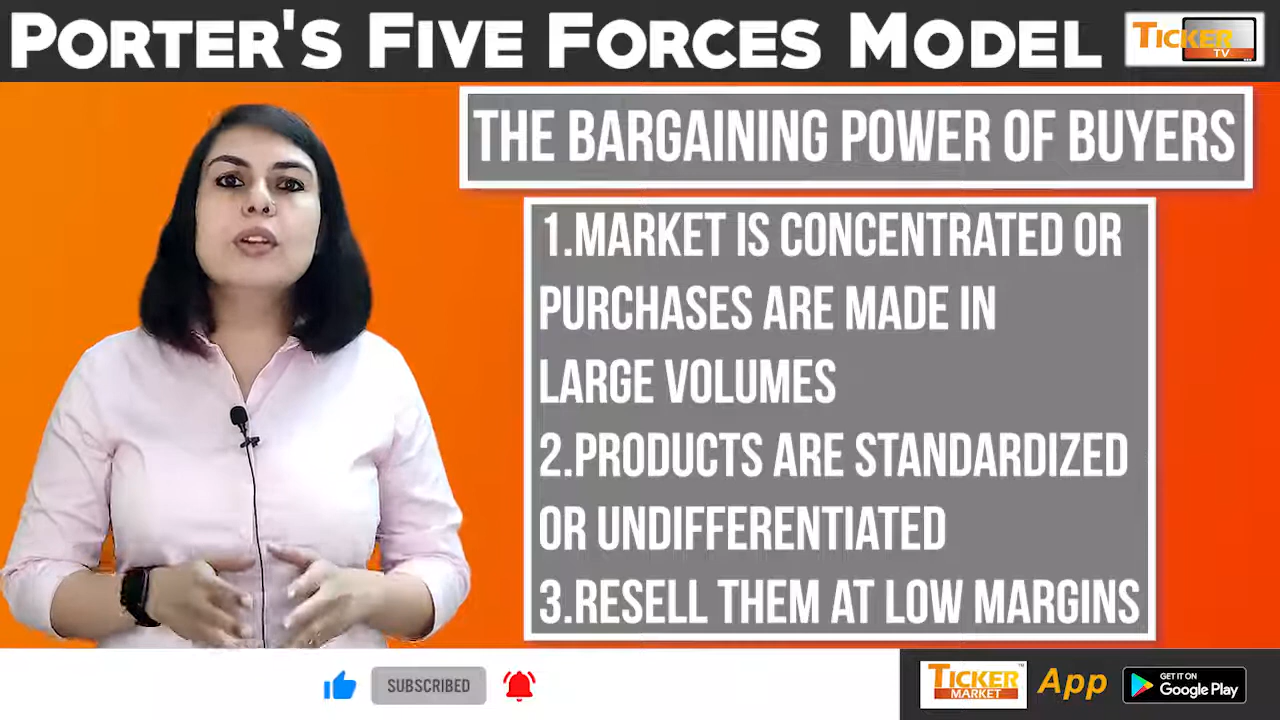 PORTER'S FIVE FORCES MODEL
TICKER
TV
THE BARGAINING POWER OF BUYERS
1.MARKET IS CONCENTRATED OR
PURCHASES ARE MADE IN
LARGE VOLUMES
2.PRODUCTS ARE STANDARDIZED
OR UNDIFFERENTIATED
3.RESELL THEM AT LOW MARGINS
SUBSCRIBED
TICKER
MARKET
App
GET IT ON
Google Play